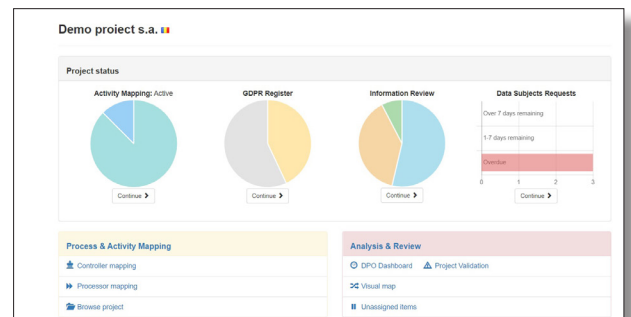 Demo proiect s.a.
Project status
Activity Mapping: Active
GDPR Register
Information Review
Data Subjects Requests
Over 7 days remaining
1-7 days remaining
Overdue
0 1 2 3
Continue
Continue
Continue
Continue
Process & Activity Mapping
Analysis & Review
Controller mapping
DPO Dashboard Project Validation
Processor mapping
Visual map
Browse project
Unassigned items